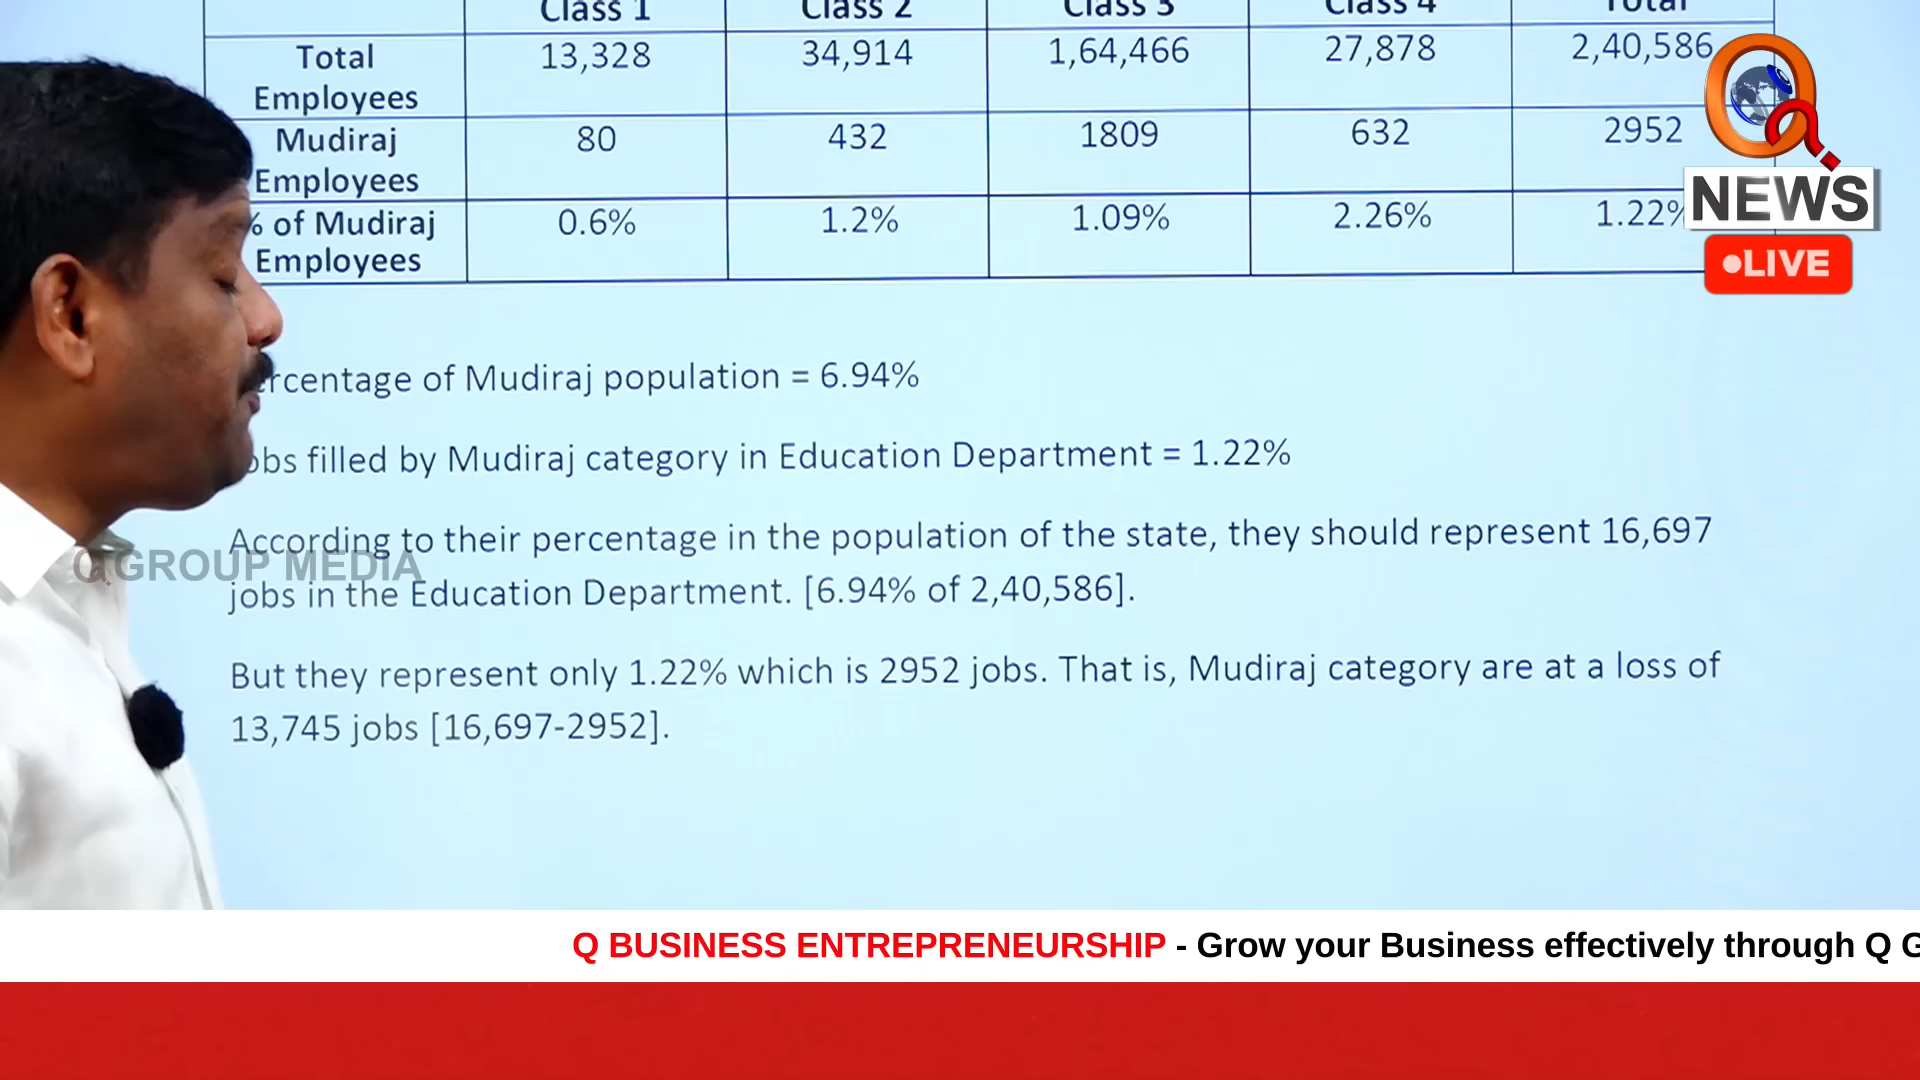 Class 1 Class 2 Class 3 Class 4 Total
Total Employees 13,328 34,914 1,64,466 27,878 2,40,586
Mudiraj Employees 80 432 1809 632 2952
% of Mudiraj Employees 0.6% 1.2% 1.09% 2.26% 1.22%
Q
NEWS
LIVE
ercentage of Mudiraj population = 6.94%
obs filled by Mudiraj category in Education Department = 1.22%
According to their percentage in the population of the state, they should represent 16,697
jobs in the Education Department. [6.94% of 2,40,586].
Q GROUP MEDIA
But they represent only 1.22% which is 2952 jobs. That is, Mudiraj category are at a loss of
13,745 jobs [16,697-2952].
Q BUSINESS ENTREPRENEURSHIP - Grow your Business effectively through Q G